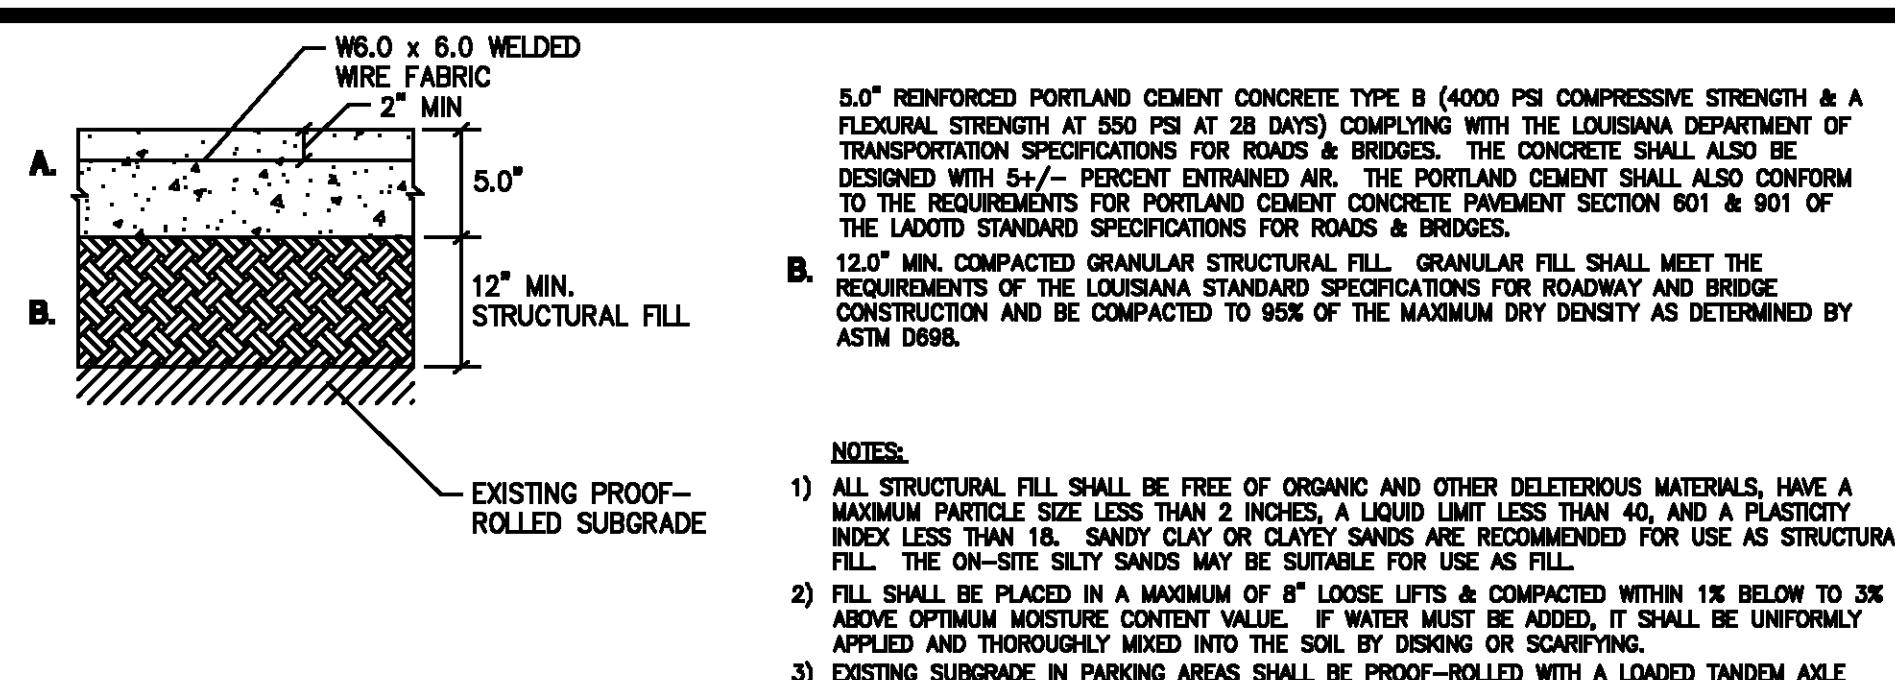 W6.0 x 6.0 WELDED
WIRE FABRIC
2" MIN
A.
5.0"
12" MIN.
STRUCTURAL FILL
B.
EXISTING PROOF-
ROLLED SUBGRADE
5.0" REINFORCED PORTLAND CEMENT CONCRETE TYPE B (4000 PSI COMPRESSIVE STRENGTH & A
FLEXURAL STRENGTH AT 550 PSI AT 28 DAYS) COMPLYING WITH THE LOUISIANA DEPARTMENT OF
TRANSPORTATION SPECIFICATIONS FOR ROADS & BRIDGES. THE CONCRETE SHALL ALSO BE
DESIGNED WITH 5+/- PERCENT ENTRAINED AIR. THE PORTLAND CEMENT SHALL ALSO CONFORM
TO THE REQUIREMENTS FOR PORTLAND CEMENT CONCRETE PAVEMENT SECTION 601 & 901 OF
THE LADOTD STANDARD SPECIFICATIONS FOR ROADS & BRIDGES.
B. 12.0" MIN. COMPACTED GRANULAR STRUCTURAL FILL. GRANULAR FILL SHALL MEET THE
REQUIREMENTS OF THE LOUISIANA STANDARD SPECIFICATIONS FOR ROADWAY AND BRIDGE
CONSTRUCTION AND BE COMPACTED TO 95% OF THE MAXIMUM DRY DENSITY AS DETERMINED BY
ASTM D698.
NOTES:
1) ALL STRUCTURAL FILL SHALL BE FREE OF ORGANIC AND OTHER DELETERIOUS MATERIALS, HAVE A
MAXIMUM PARTICLE SIZE LESS THAN 2 INCHES, A LIQUID LIMIT LESS THAN 40, AND A PLASTICITY
INDEX LESS THAN 18. SANDY CLAY OR CLAYEY SANDS ARE RECOMMENDED FOR USE AS STRUCTURA
FILL. THE ON-SITE SILTY SANDS MAY BE SUITABLE FOR USE AS FILL.
2) FILL SHALL BE PLACED IN A MAXIMUM OF 8" LOOSE LIFTS & COMPACTED WITHIN 1% BELOW TO 3%
ABOVE OPTIMUM MOISTURE CONTENT VALUE. IF WATER MUST BE ADDED, IT SHALL BE UNIFORMLY
APPLIED AND THOROUGHLY MIXED INTO THE SOIL BY DISKING OR SCARIFYING.
3) EXISTING SUBGRADE IN PARKING AREAS SHALL BE PROOF-ROLLED WITH A LOADED TANDEM AXLE